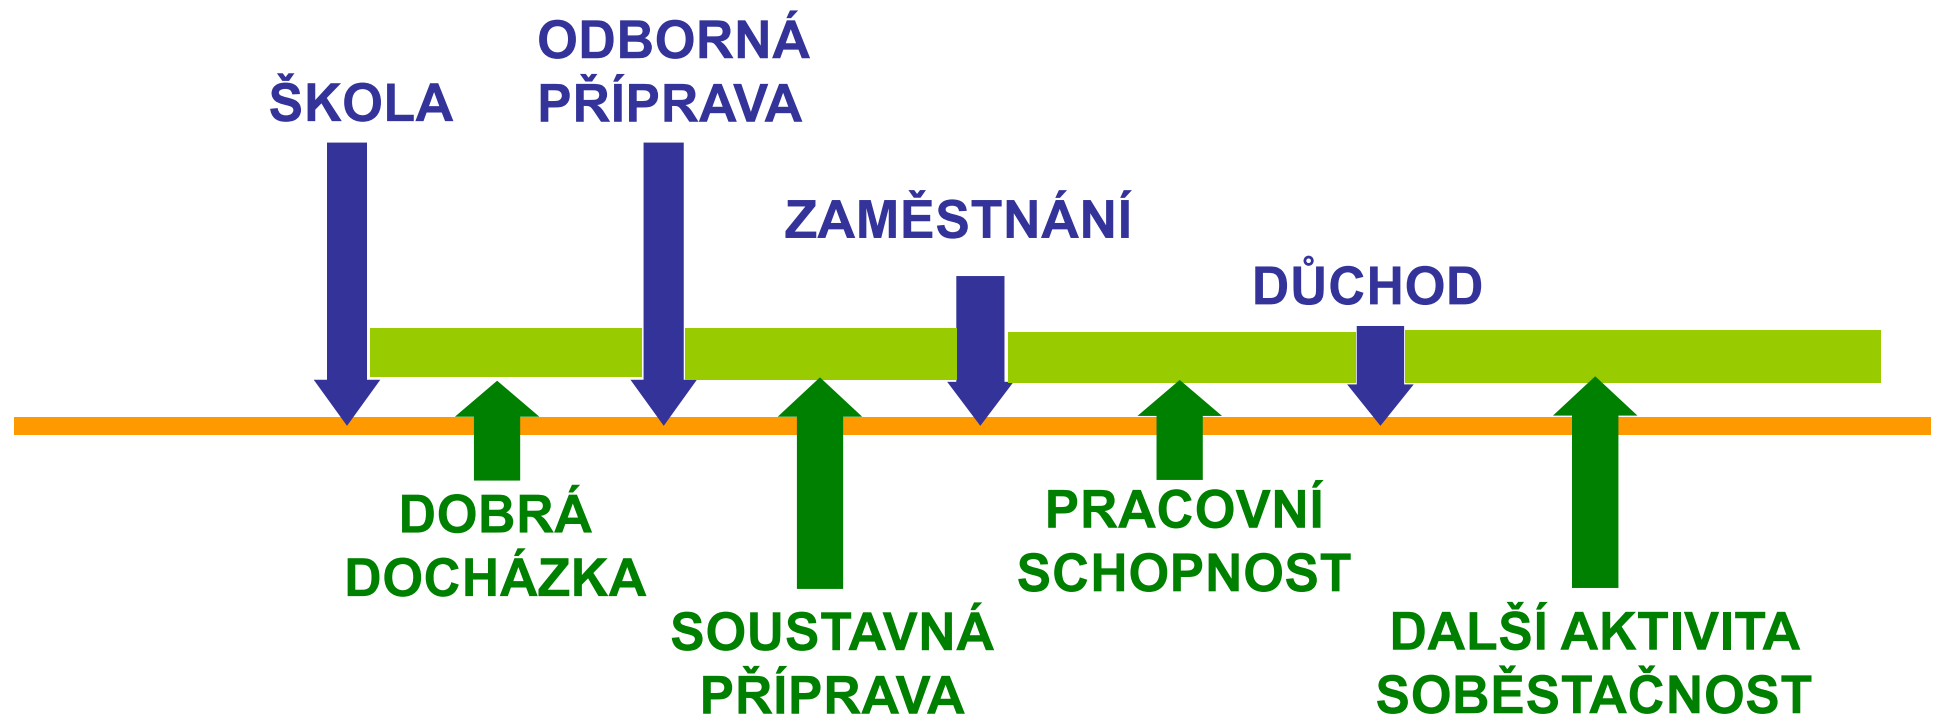 ŠKOLA
ODBORNÁ
PŘÍPRAVA
ZAMĚSTNÁNÍ
DŮCHOD
DOBRÁ
DOCHÁZKA
SOUSTAVNÁ
PŘÍPRAVA
PRACOVNÍ
SCHOPNOST
DALŠÍ AKTIVITA
SOBĚSTAČNOST